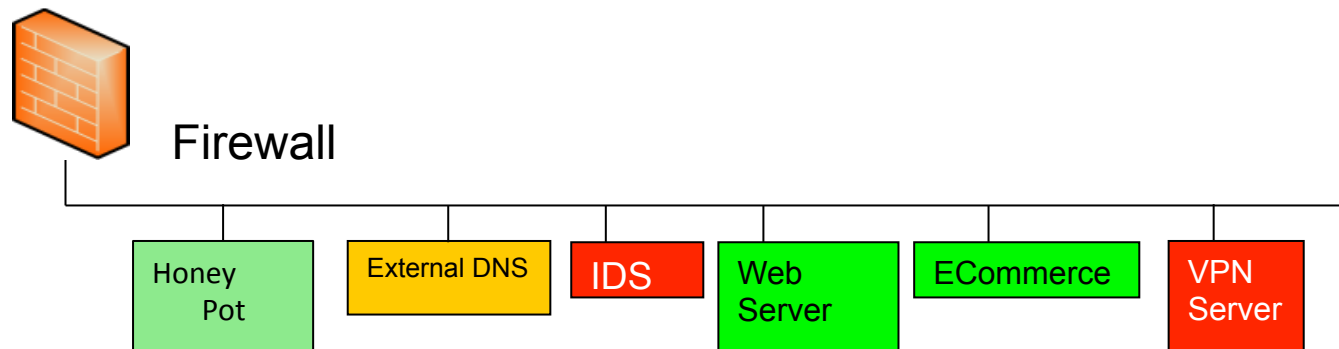 Firewall
Honey
Pot
External DNS
IDS
Web
Server
ECommerce
VPN
Server